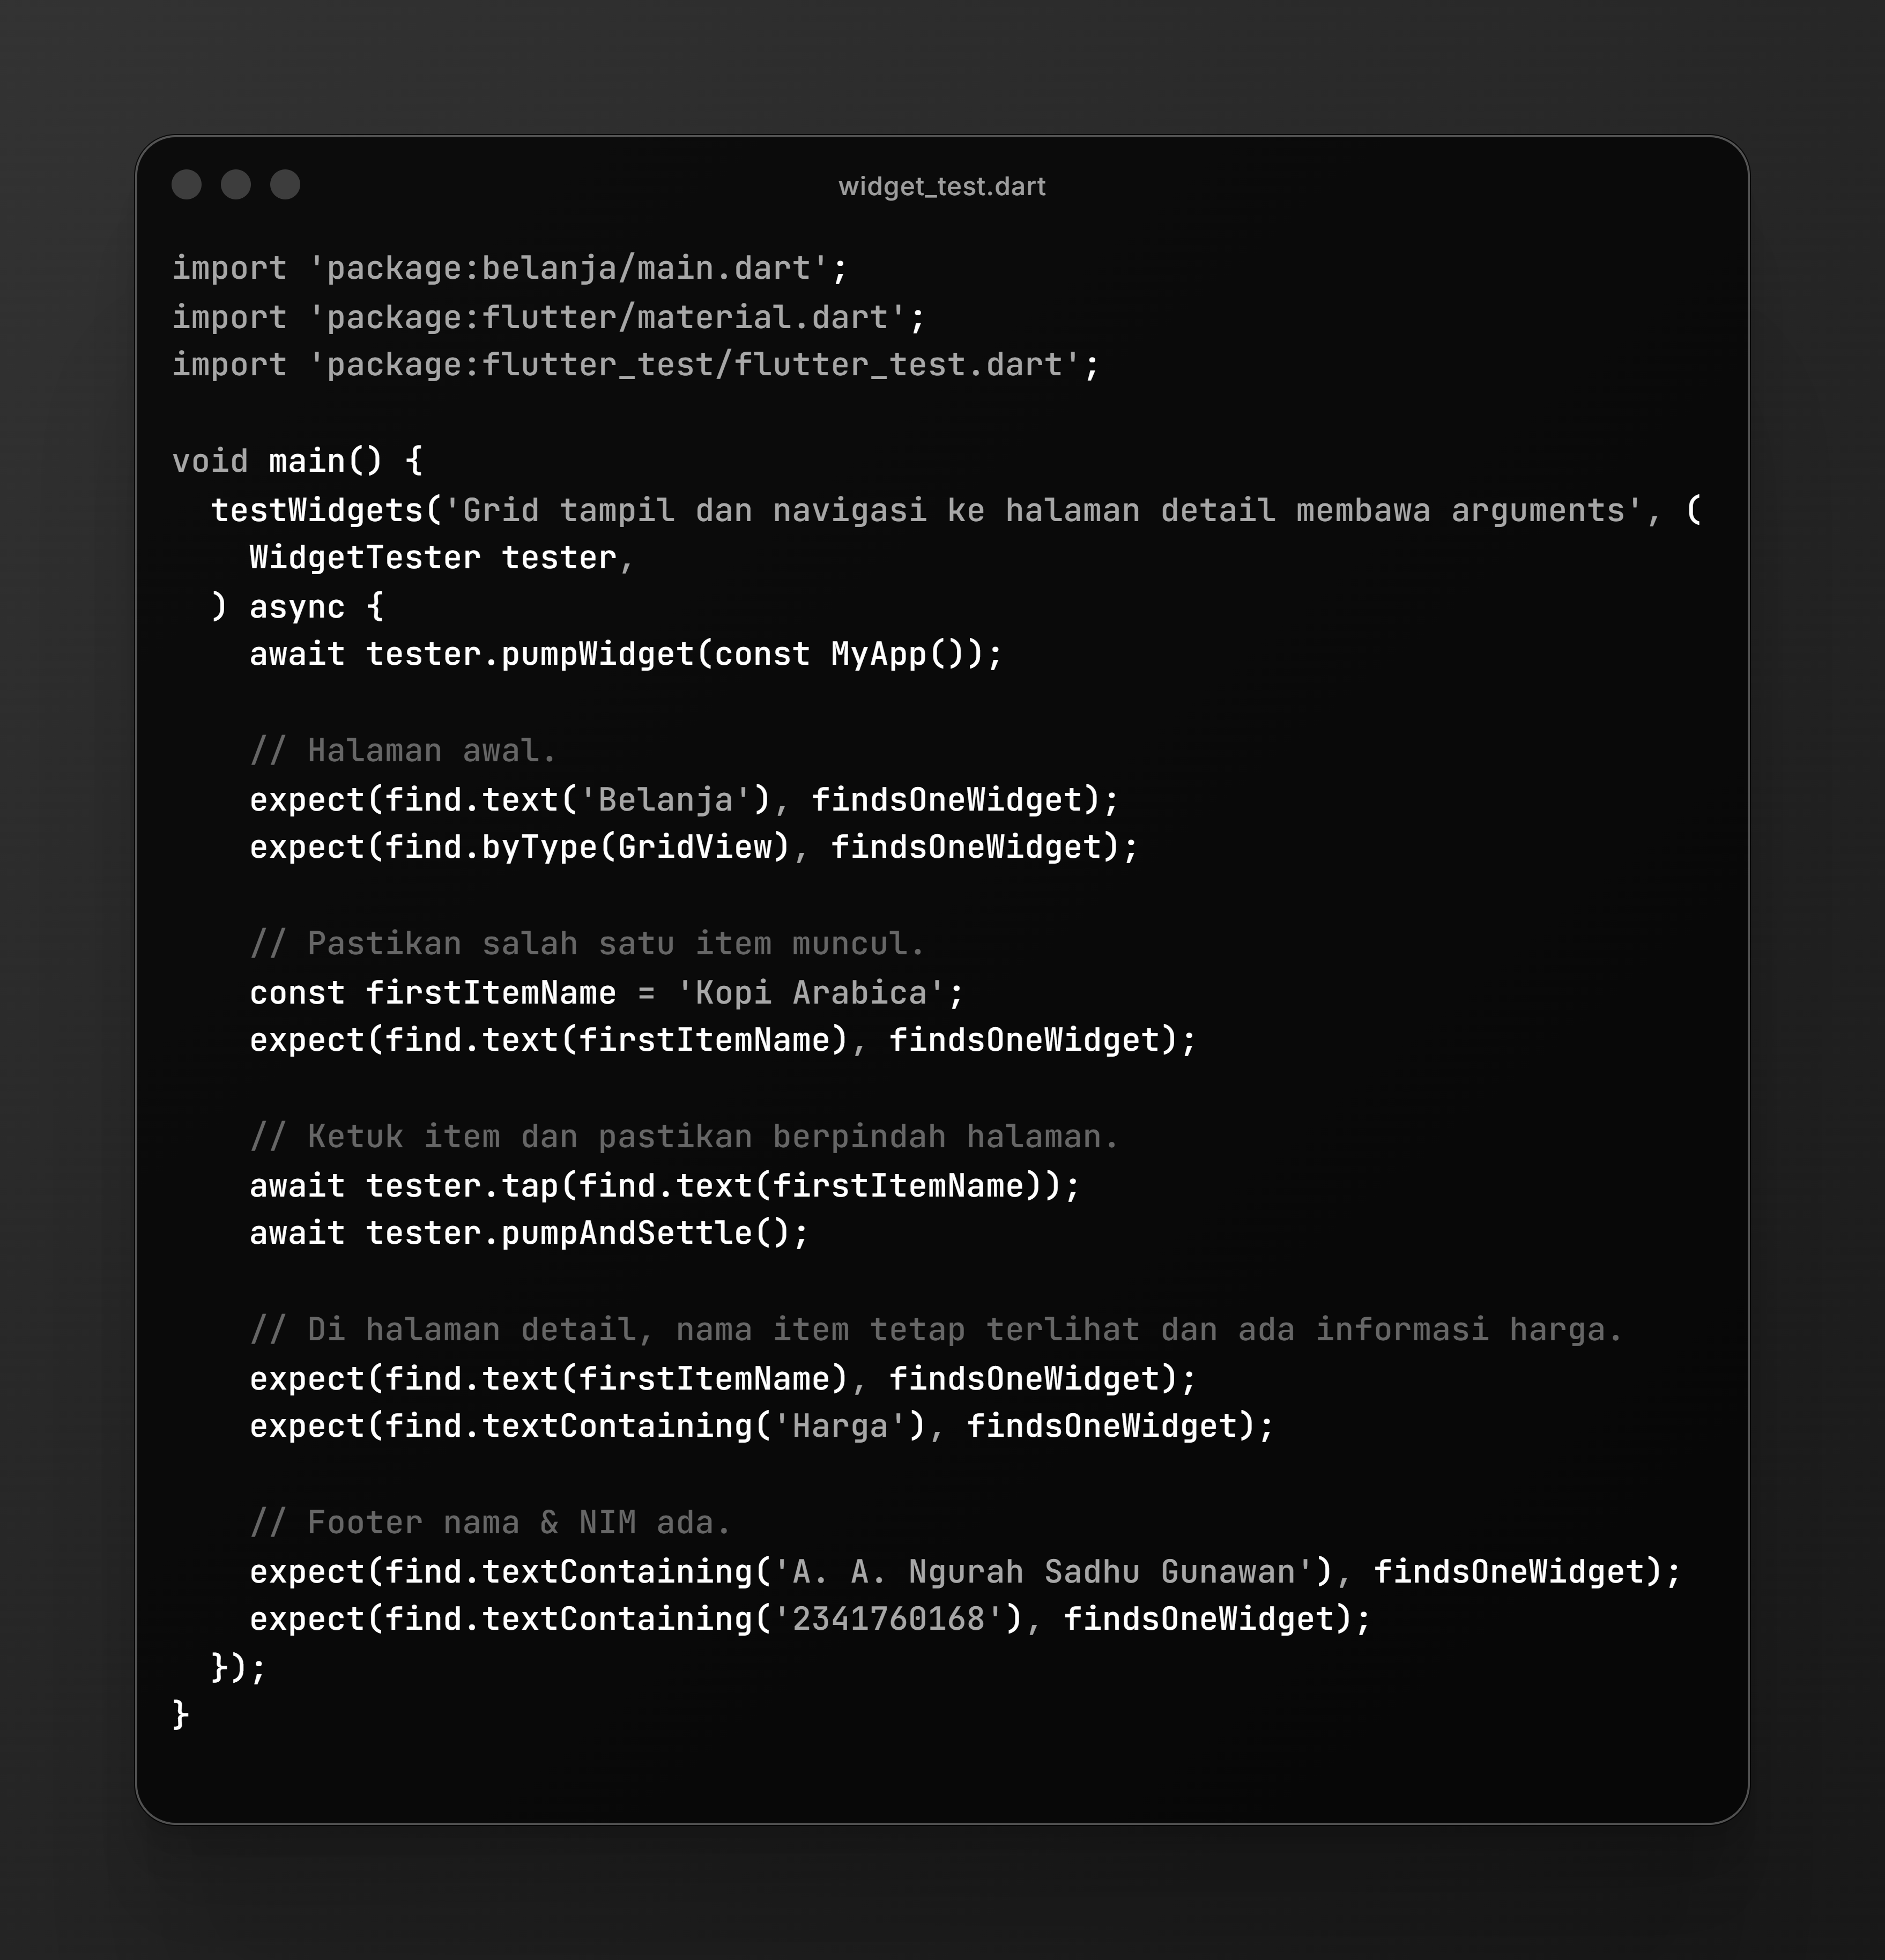 widget_test.dart
import 'package:belanja/main.dart';
import 'package:flutter/material.dart';
import 'package:flutter_test/flutter_test.dart';

void main() {
  testWidgets('Grid tampil dan navigasi ke halaman detail membawa arguments', (
    WidgetTester tester,
  ) async {
    await tester.pumpWidget(const MyApp());

    // Halaman awal.
    expect(find.text('Belanja'), findsOneWidget);
    expect(find.byType(GridView), findsOneWidget);

    // Pastikan salah satu item muncul.
    const firstItemName = 'Kopi Arabica';
    expect(find.text(firstItemName), findsOneWidget);

    // Ketuk item dan pastikan berpindah halaman.
    await tester.tap(find.text(firstItemName));
    await tester.pumpAndSettle();

    // Di halaman detail, nama item tetap terlihat dan ada informasi harga.
    expect(find.text(firstItemName), findsOneWidget);
    expect(find.textContaining('Harga'), findsOneWidget);

    // Footer nama & NIM ada.
    expect(find.textContaining('A. A. Ngurah Sadhu Gunawan'), findsOneWidget);
    expect(find.textContaining('2341760168'), findsOneWidget);
  });
}